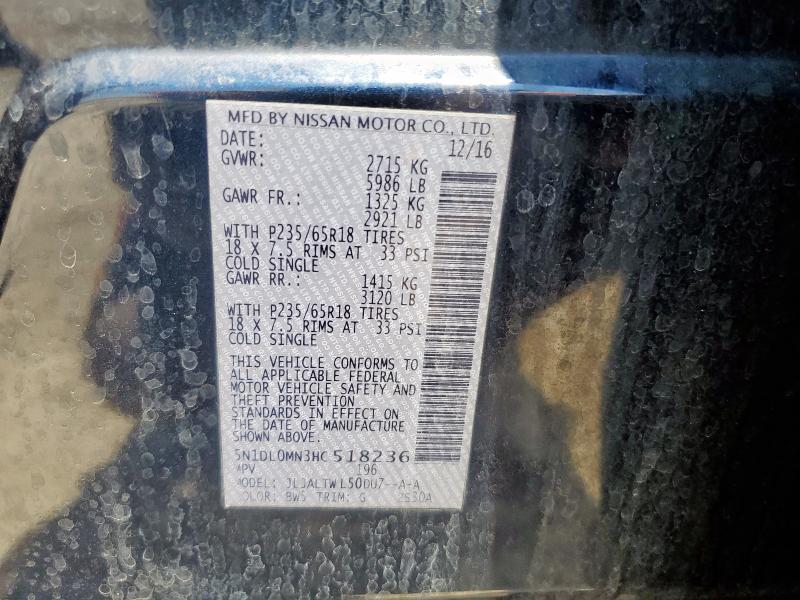 MFD BY NISSAN MOTOR CO., LTD.
DATE: 12/16
GVWR: 2715 KG
5986 LB
GAWR FR.: 1325 KG
2921 LB
WITH P235/65R18 TIRES
18 X 7.5 RIMS AT 33 PSI
COLD SINGLE
GAWR RR.: 1415 KG
3120 LB
WITH P235/65R18 TIRES
18 X 7.5 RIMS AT 33 PSI
COLD SINGLE
THIS VEHICLE CONFORMS TO
ALL APPLICABLE FEDERAL
MOTOR VEHICLE SAFETY AND
THEFT PREVENTION
STANDARDS IN EFFECT ON
THE DATE OF MANUFACTURE
SHOWN ABOVE.
5N1DL0MN3HC518236
MPV 196
MODEL:
COLOR: BW5 TRIM: G